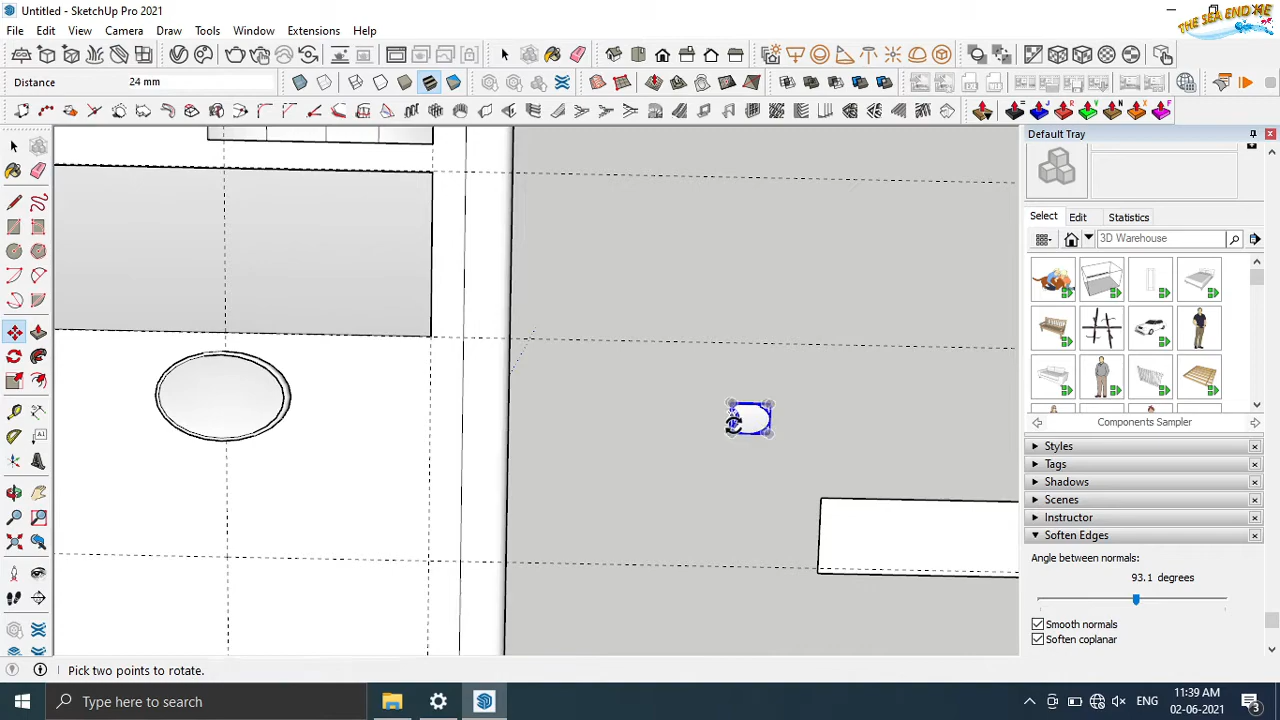 Untitled - SketchUp Pro 2021
THE SEA END ME
File Edit View Camera Draw Tools Window Extensions Help
Distance 24 mm
Default Tray
Select Edit Statistics
3D Warehouse
Components Sampler
Styles
Tags
Shadows
Scenes
Instructor
Soften Edges
Angle between normals:
93.1 degrees
Smooth normals
Soften coplanar
Pick two points to rotate.
Type here to search
ENG
11:39 AM
02-06-2021
3